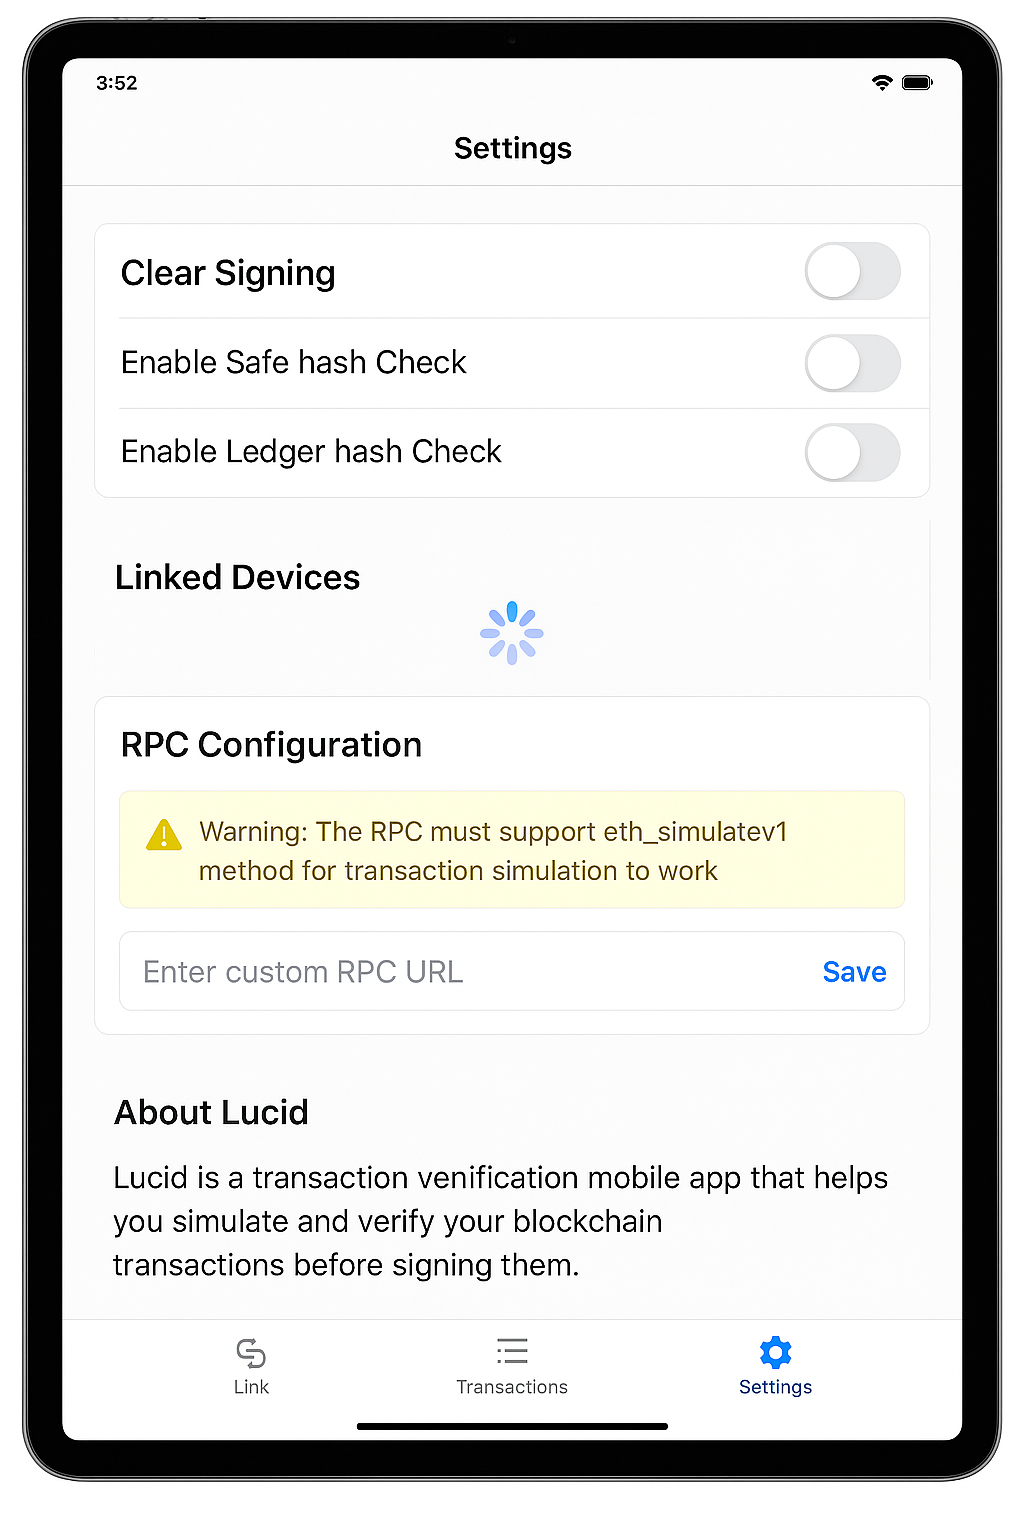 3:52
Settings
Clear Signing
Enable Safe hash Check
Enable Ledger hash Check
Linked Devices
RPC Configuration
Warning: The RPC must support eth_simulatev1
method for transaction simulation to work
Enter custom RPC URL
Save
About Lucid
Lucid is a transaction venification mobile app that helps
you simulate and verify your blockchain
transactions before signing them.
Link
Transactions
Settings